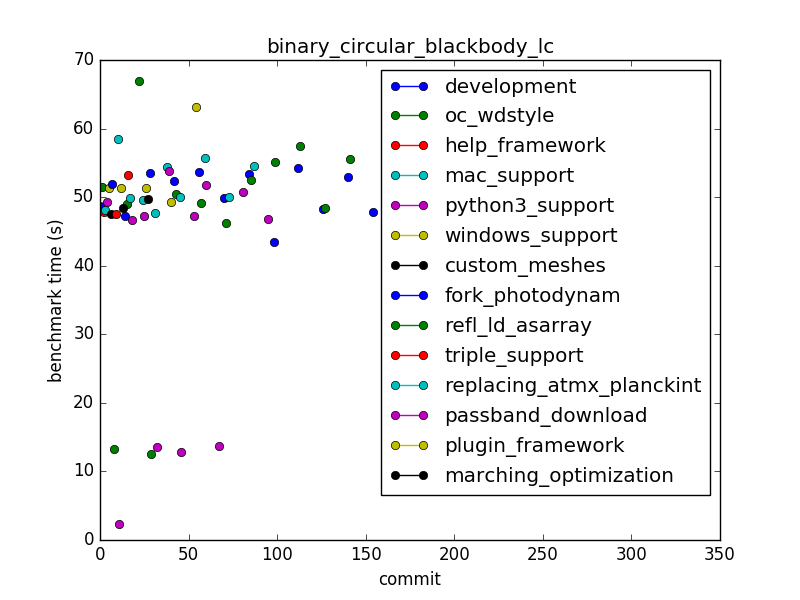 binary_circular_blackbody_lc
70
60
50
40
30
20
10
0
benchmark time (s)
development
oc_wdstyle
help_framework
mac_support
python3_support
windows_support
custom_meshes
fork_photodynam
refl_ld_asarray
triple_support
replacing_atmx_planckint
passband_download
plugin_framework
marching_optimization
0 50 100 150 200 250 300 350
commit